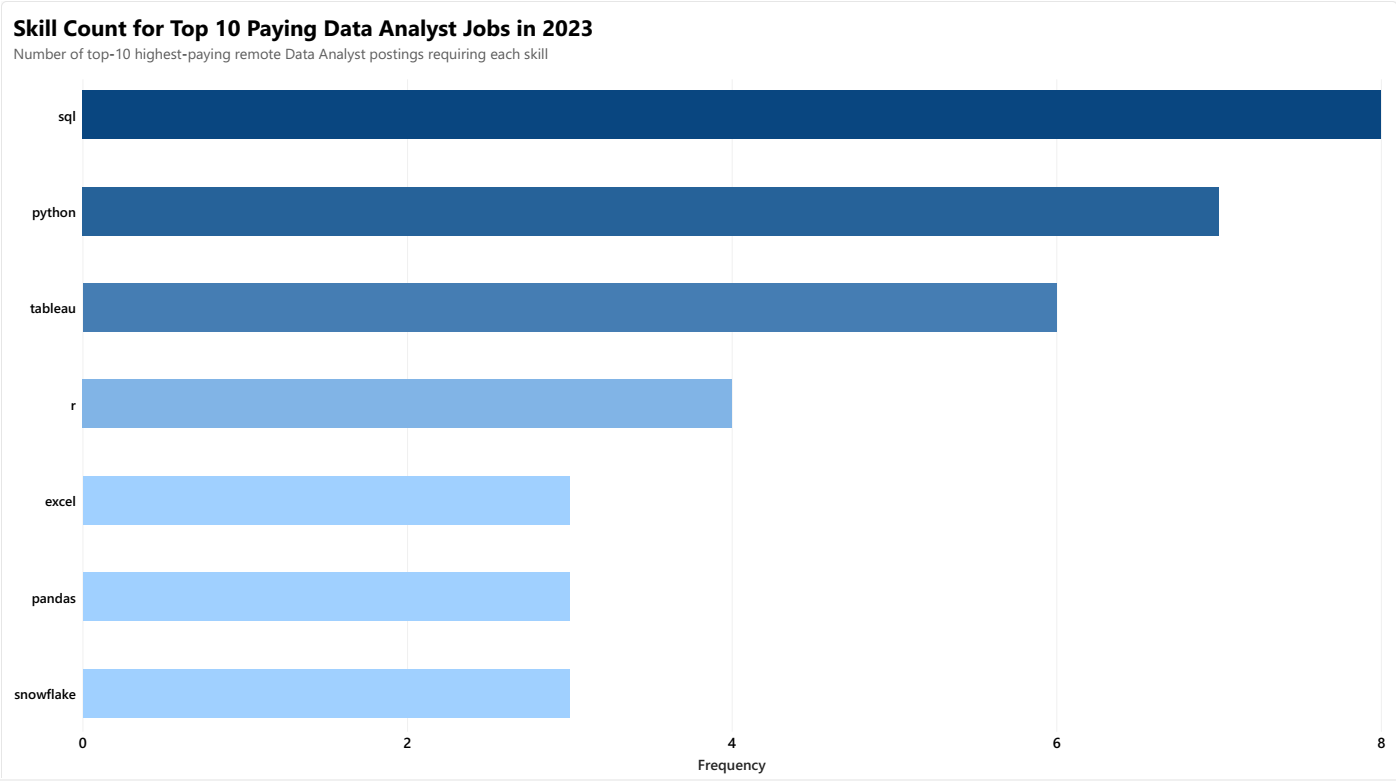 Skill Count for Top 10 Paying Data Analyst Jobs in 2023
Number of top-10 highest-paying remote Data Analyst postings requiring each skill
sql
python
tableau
r
excel
pandas
snowflake
0 2 4 6 8
Frequency